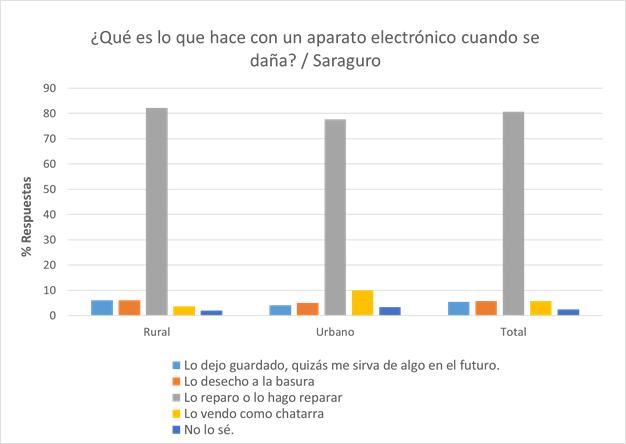 ¿Qué es lo que hace con un aparato electrónico cuando se
daña? / Saraguro
% Respuestas
90
80
70
60
50
40
30
20
10
0
Rural Urbano Total
Lo dejo guardado, quizás me sirva de algo en el futuro.
Lo desecho a la basura
Lo reparo o lo hago reparar
Lo vendo como chatarra
No lo sé.